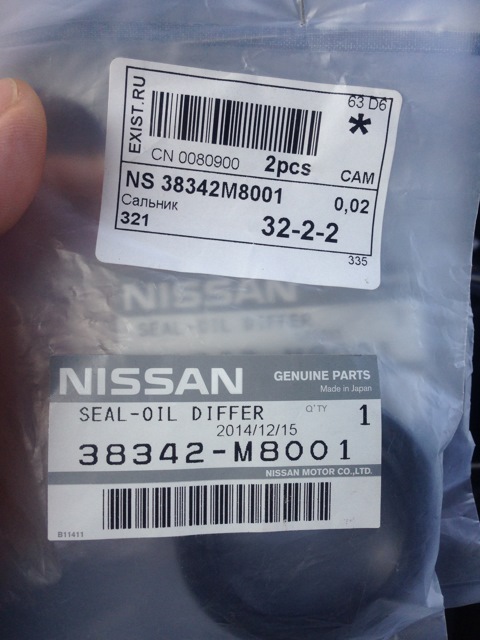 EXIST.RU
63 D6
*
CN 0080900
2pcs
CAM
NS 38342M8001
0,02
Сальник
321
32-2-2
335
NISSAN
SEAL-OIL DIFFER
NISSAN
GENUINE PARTS
Made in Japan
SEAL-OIL DIFFER
Q'TY
1
2014/12/15
38342-M8001
NISSAN MOTOR CO.,LTD.
B11411